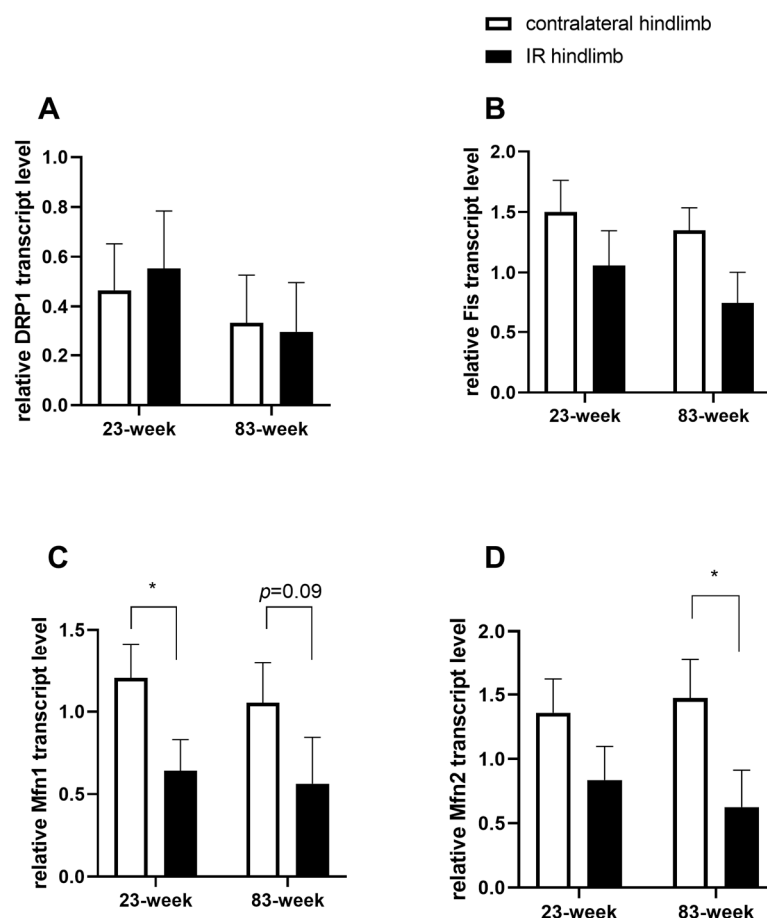 contralateral hindlimb
IR hindlimb
A
relative DRP1 transcript level
1.0
0.8
0.6
0.4
0.2
0.0
23-week
83-week
B
relative Fis transcript level
2.0
1.5
1.0
0.5
0.0
23-week
83-week
C
*
p=0.09
relative Mfn1 transcript level
1.5
1.0
0.5
0.0
23-week
83-week
D
*
relative Mfn2 transcript level
2.0
1.5
1.0
0.5
0.0
23-week
83-week